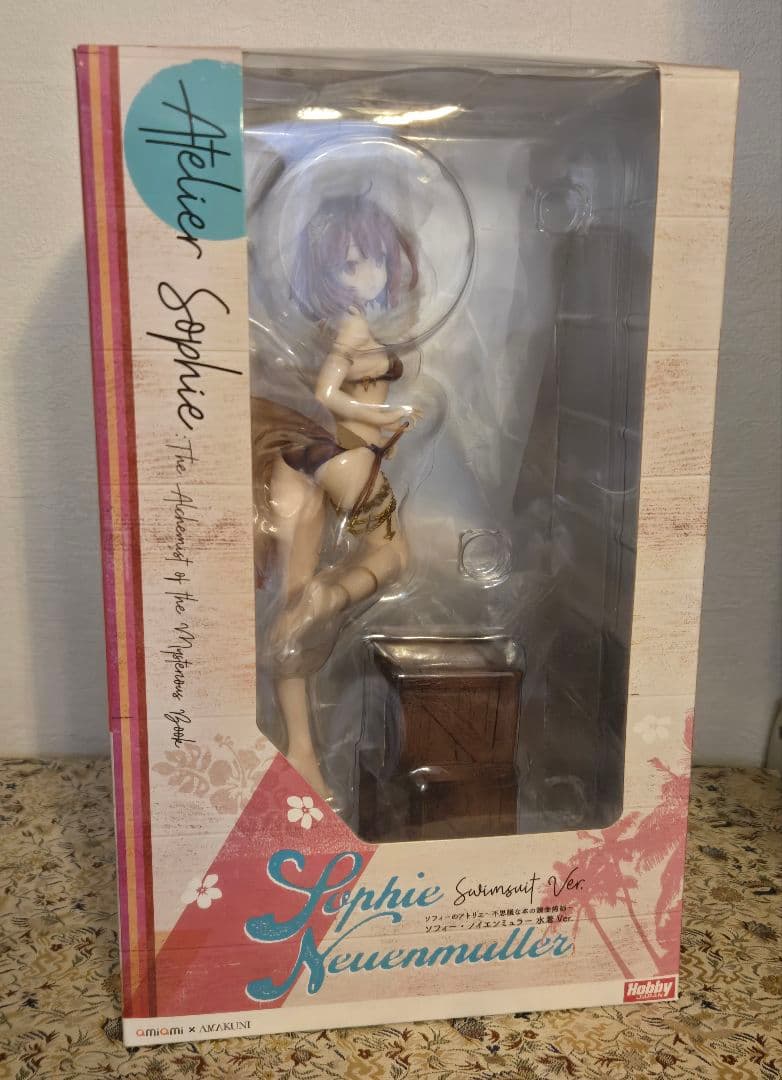 Atelier Sophie: The Alchemist of the Mysterious Book
Sophie Swimsuit Ver.
ソフィーのアトリエ~不思議な本の錬金術士~
ソフィー・ノイエンミュラー 水着 Ver.
Neuenmuller
Hobby
JAPAN
amiami × AMAKUNI